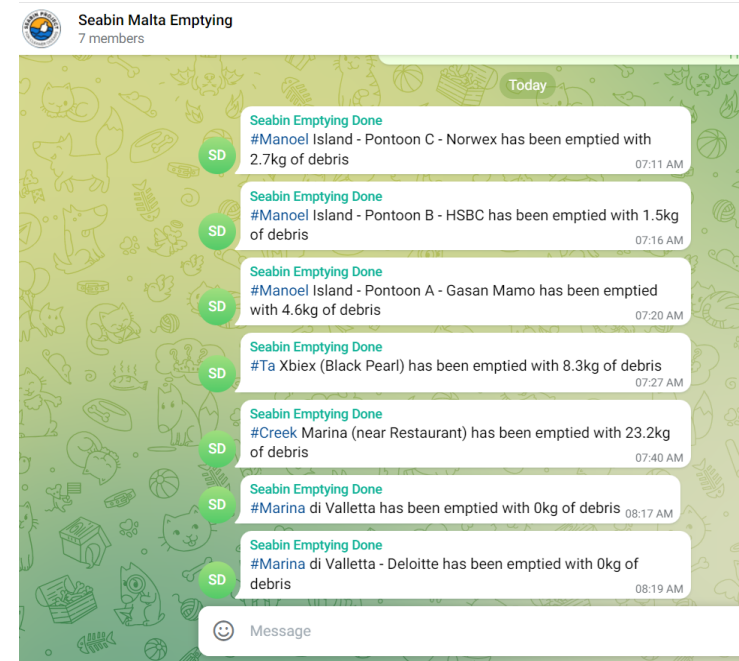 Seabin Malta Emptying
7 members
Today
Seabin Emptying Done
#Manoel Island - Pontoon C - Norwex has been emptied with
2.7kg of debris
07:11 AM
SD
Seabin Emptying Done
#Manoel Island - Pontoon B - HSBC has been emptied with 1.5kg
of debris
07:16 AM
SD
Seabin Emptying Done
#Manoel Island - Pontoon A - Gasan Mamo has been emptied
with 4.6kg of debris
07:20 AM
SD
Seabin Emptying Done
#Ta Xbiex (Black Pearl) has been emptied with 8.3kg of debris
07:27 AM
SD
Seabin Emptying Done
#Creek Marina (near Restaurant) has been emptied with 23.2kg
of debris
07:40 AM
SD
Seabin Emptying Done
#Marina di Valletta has been emptied with 0kg of debris 08:17 AM
SD
Seabin Emptying Done
#Marina di Valletta - Deloitte has been emptied with 0kg of
debris
08:19 AM
SD
Message